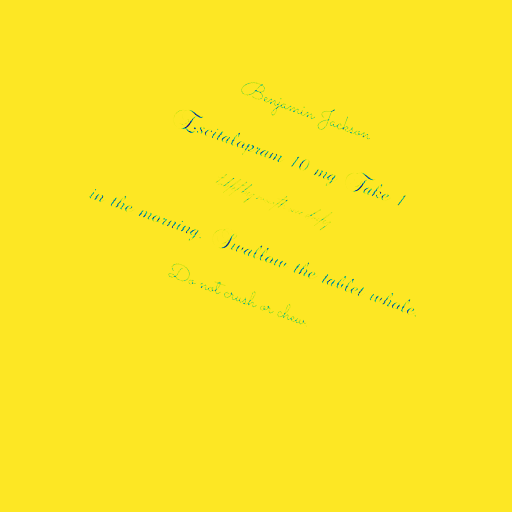 Benjamin Jackson
Escitalopram 10 mg Take 1
in the morning. Swallow the tablet whole.
Do not crush or chew